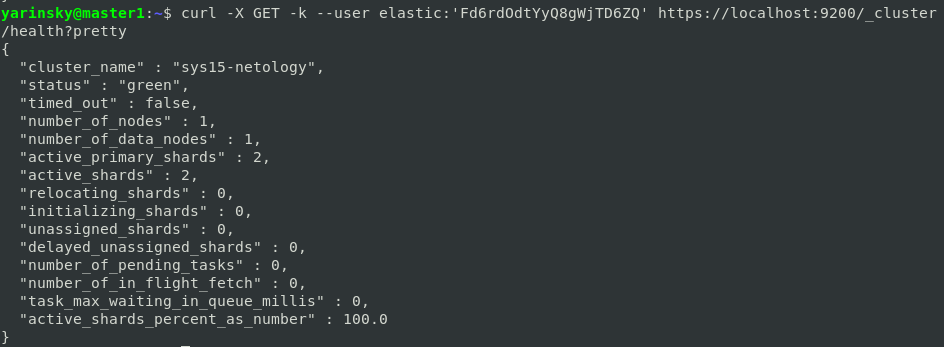 yarinsky@master1:~$ curl -X GET -k --user elastic:'Fd6rdOdtYyQ8gWjTD6ZQ' https://localhost:9200/_cluster
/health?pretty
{
  "cluster_name" : "sys15-netology",
  "status" : "green",
  "timed_out" : false,
  "number_of_nodes" : 1,
  "number_of_data_nodes" : 1,
  "active_primary_shards" : 2,
  "active_shards" : 2,
  "relocating_shards" : 0,
  "initializing_shards" : 0,
  "unassigned_shards" : 0,
  "delayed_unassigned_shards" : 0,
  "number_of_pending_tasks" : 0,
  "number_of_in_flight_fetch" : 0,
  "task_max_waiting_in_queue_millis" : 0,
  "active_shards_percent_as_number" : 100.0
}